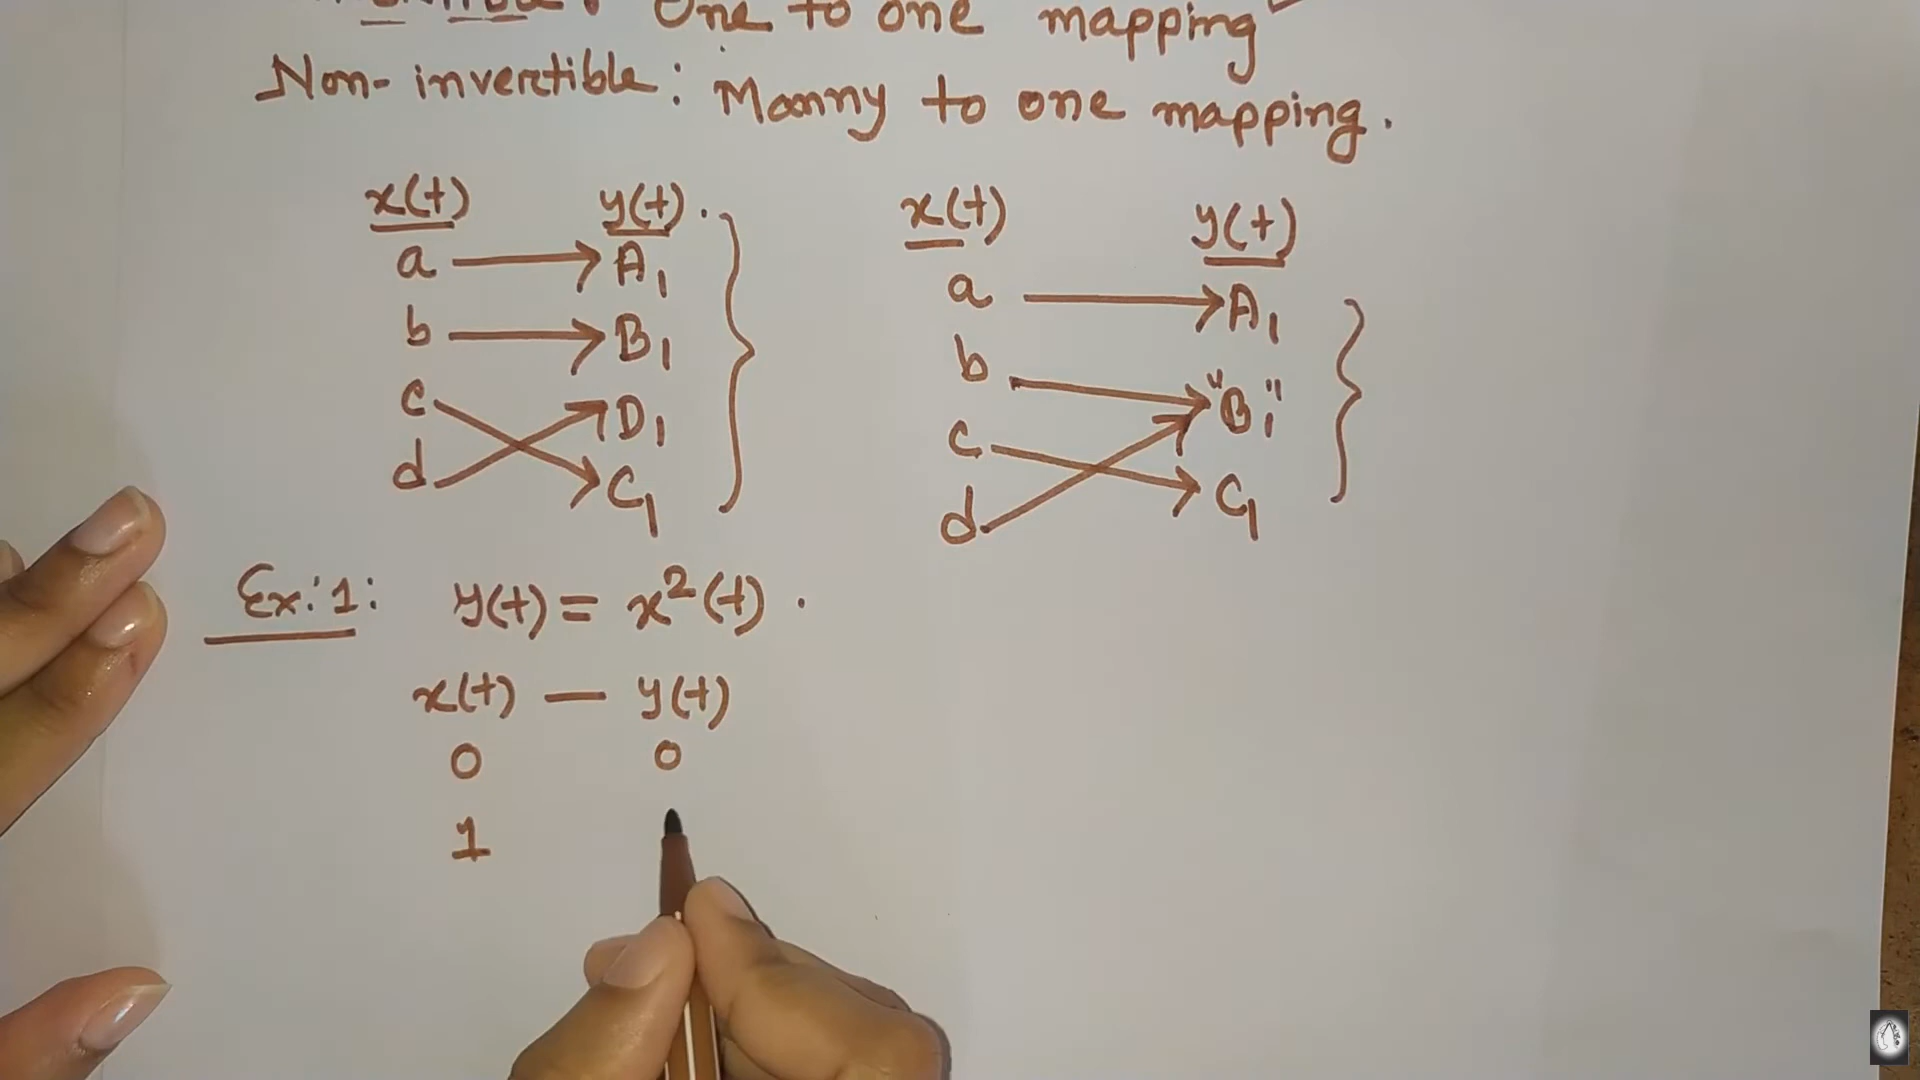 One to one mapping
Non-invertible: Manny to one mapping.
x(t) y(t).
a → A₁
b → B₁
c D₁
d C₁
x(t) y(t)
a → A₁
b "B₁"
c C₁
d
Ex:1: y(t) = x²(t).
x(t) — y(t)
0 0
1